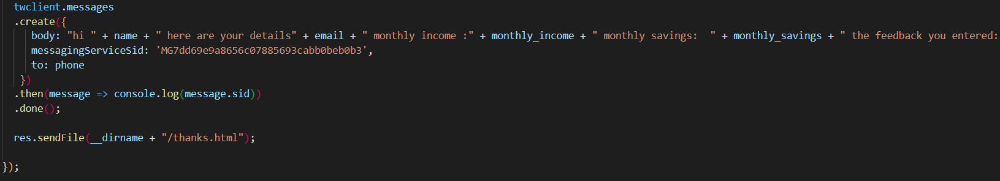 twclient.messages
.create({
body: "hi " + name + " here are your details" + email + " monthly income :" + monthly_income + " monthly savings:  " + monthly_savings + " the feedback you entered:
messagingServiceSid: 'MG7dd69e9a8656c07885693cabb0beb0b3',
to: phone
})
.then(message => console.log(message.sid))
.done();
res.sendFile(__dirname + "/thanks.html");
});